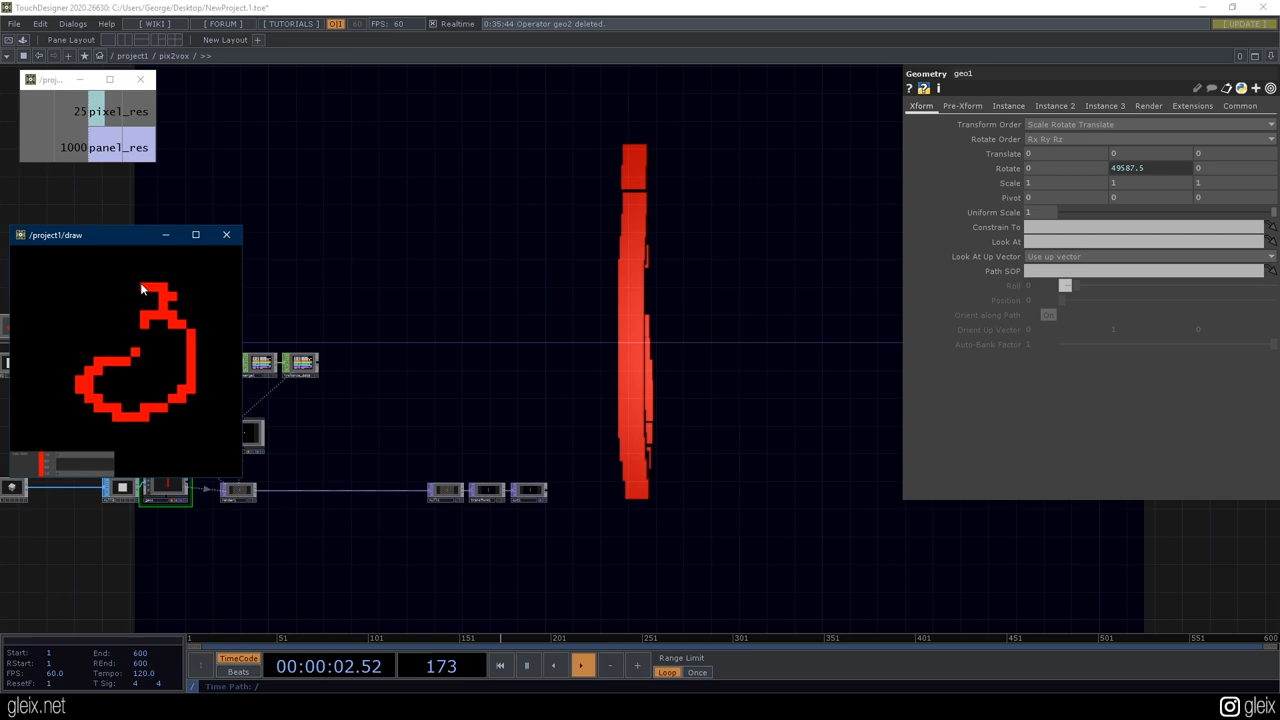 TouchDesigner 2020.26630: C:/Users/George/Desktop/NewProject.1.toe*
File Edit Dialogs Help [ WIKI ] [ FORUM ] [ TUTORIALS ] O|I 60 FPS: 60 Realtime 0:35:44 Operator geo2 deleted. [ UPDATE ]
Pane Layout New Layout +
/ project1 / pix2vox / >>
/proj...
25 pixel_res
1000 panel_res
/project1/draw
Geometry geo1
Xform Pre-Xform Instance Instance 2 Instance 3 Render Extensions Common
Transform Order Scale Rotate Translate
Rotate Order Rx Ry Rz
Translate 0 0 0
Rotate 0 49587.5 0
Scale 1 1 1
Pivot 0 0 0
Uniform Scale 1
Constrain To
Look At
Look At Up Vector Use up vector
Path SOP
Roll 0
Position 0
Orient along Path On
Orient Up Vector 0 1 0
Auto-Bank Factor 1
1 51 101 151 201 251 301 351 401 451 501 551 600
Start: 1 End: 600
RStart: 1 REnd: 600
FPS: 60.0 Tempo: 120.0
ResetF: 1 T Sig: 4 4
TimeCode
Beats
00:00:02.52
173
Range Limit
Loop Once
/ Time Path: /
gleix.net
gleix